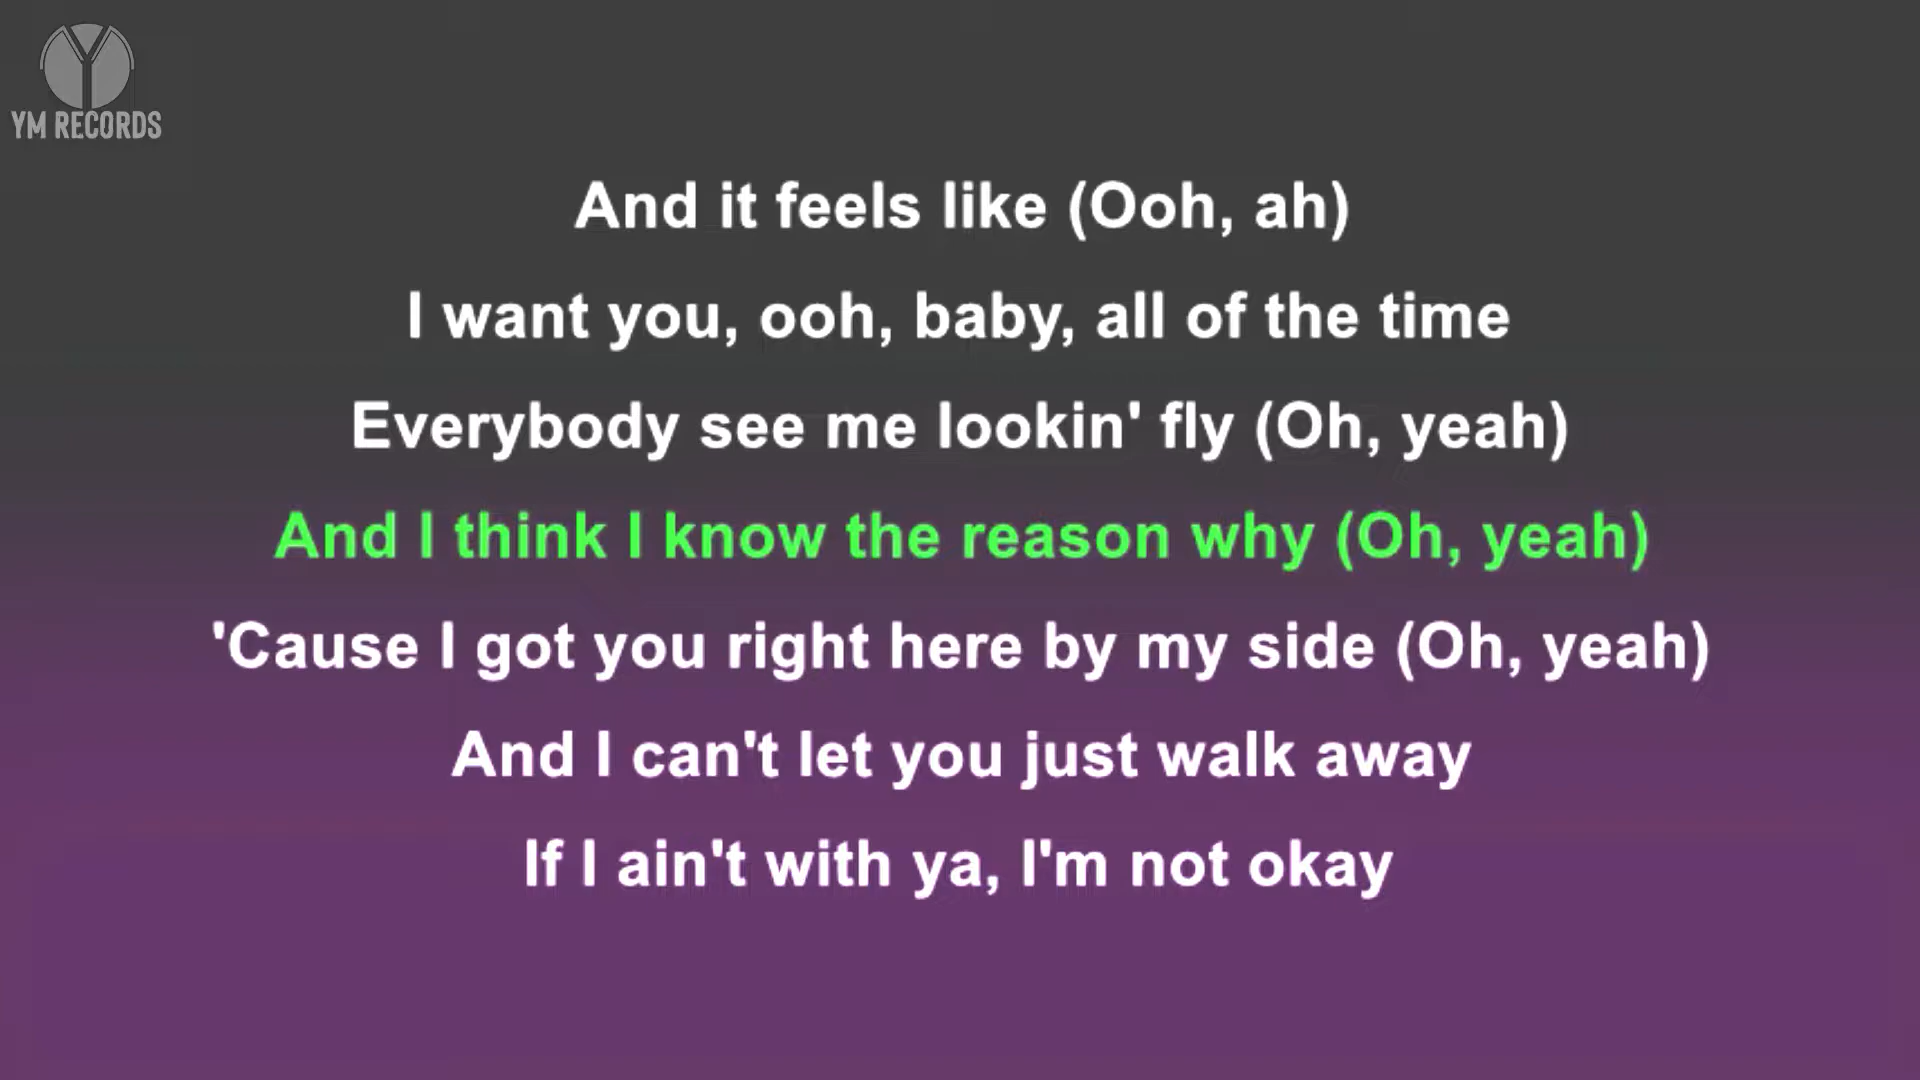 YM RECORDS
And it feels like (Ooh, ah)
I want you, ooh, baby, all of the time
Everybody see me lookin' fly (Oh, yeah)
And I think I know the reason why (Oh, yeah)
'Cause I got you right here by my side (Oh, yeah)
And I can't let you just walk away
If I ain't with ya, I'm not okay